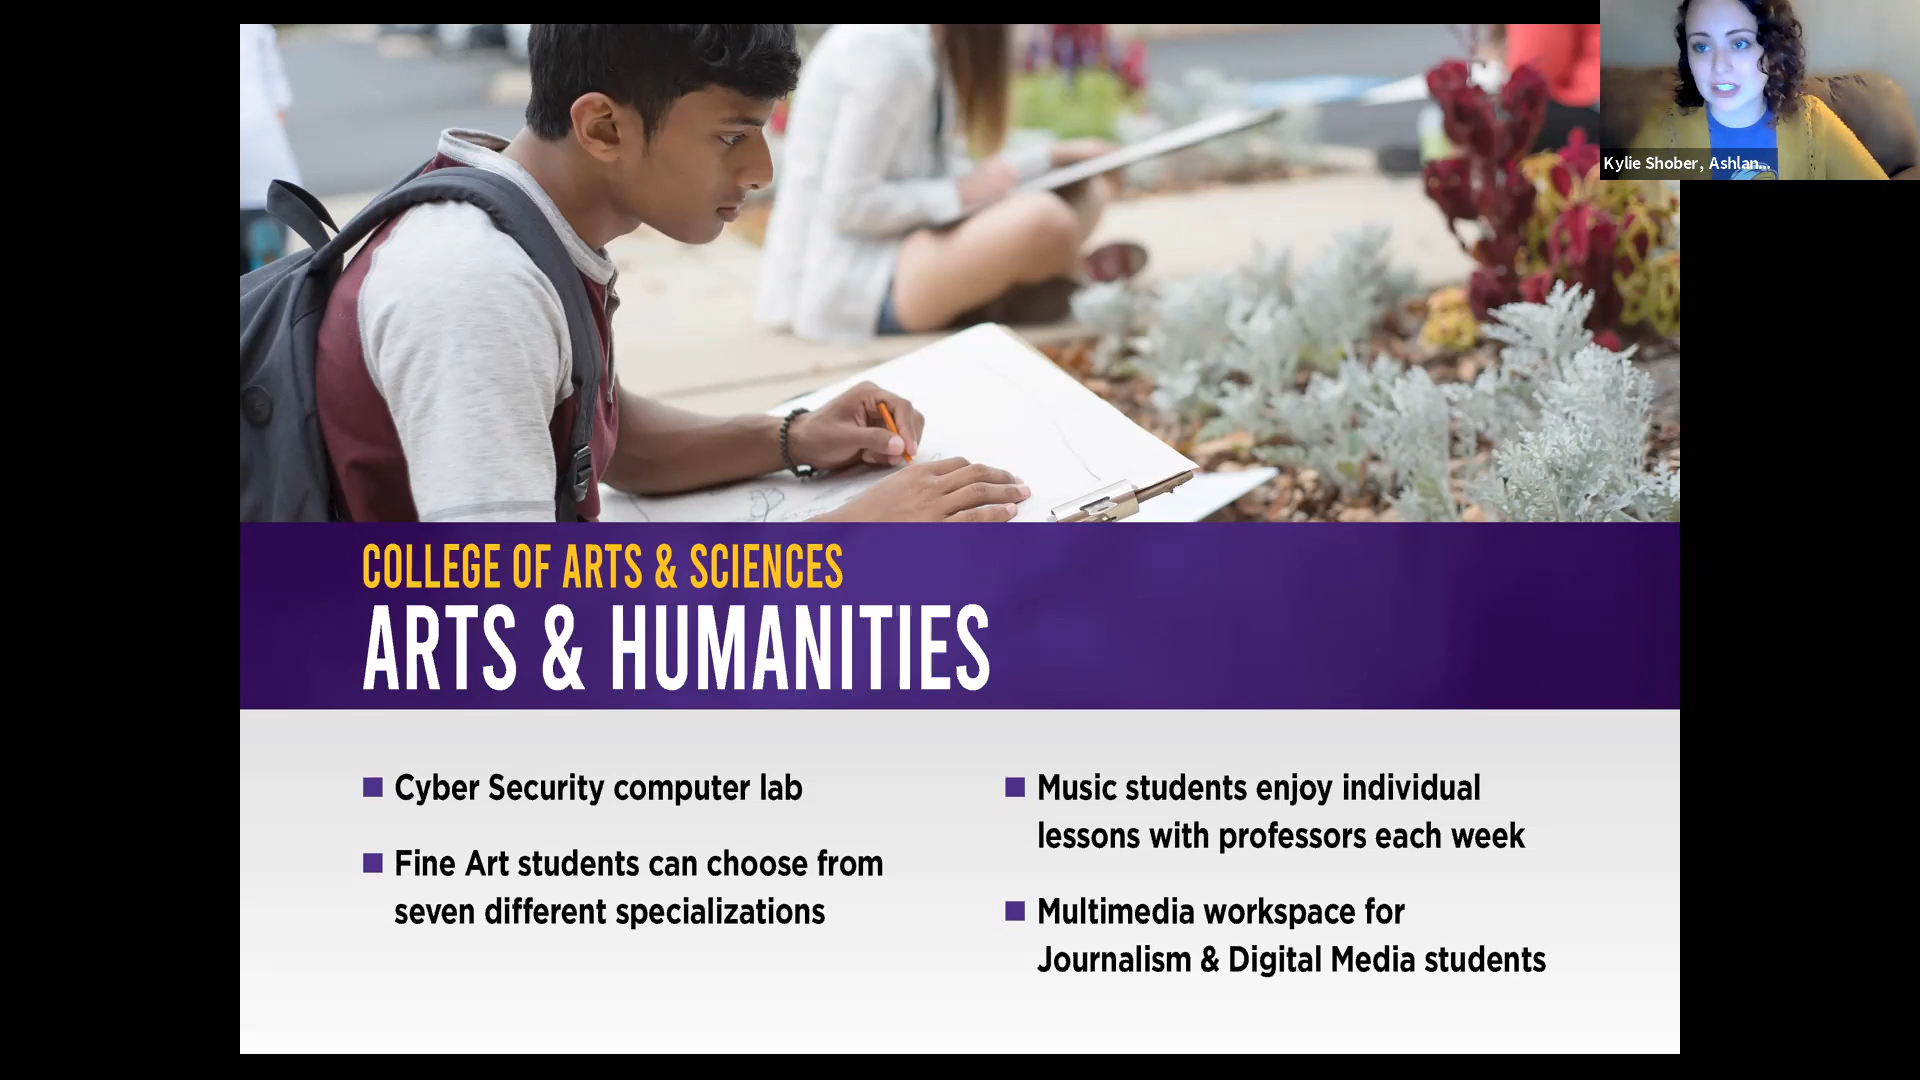 Kylie Shober, Ashlan...
COLLEGE OF ARTS & SCIENCES
ARTS & HUMANITIES
Cyber Security computer lab
Fine Art students can choose from
seven different specializations
Music students enjoy individual
lessons with professors each week
Multimedia workspace for
Journalism & Digital Media students